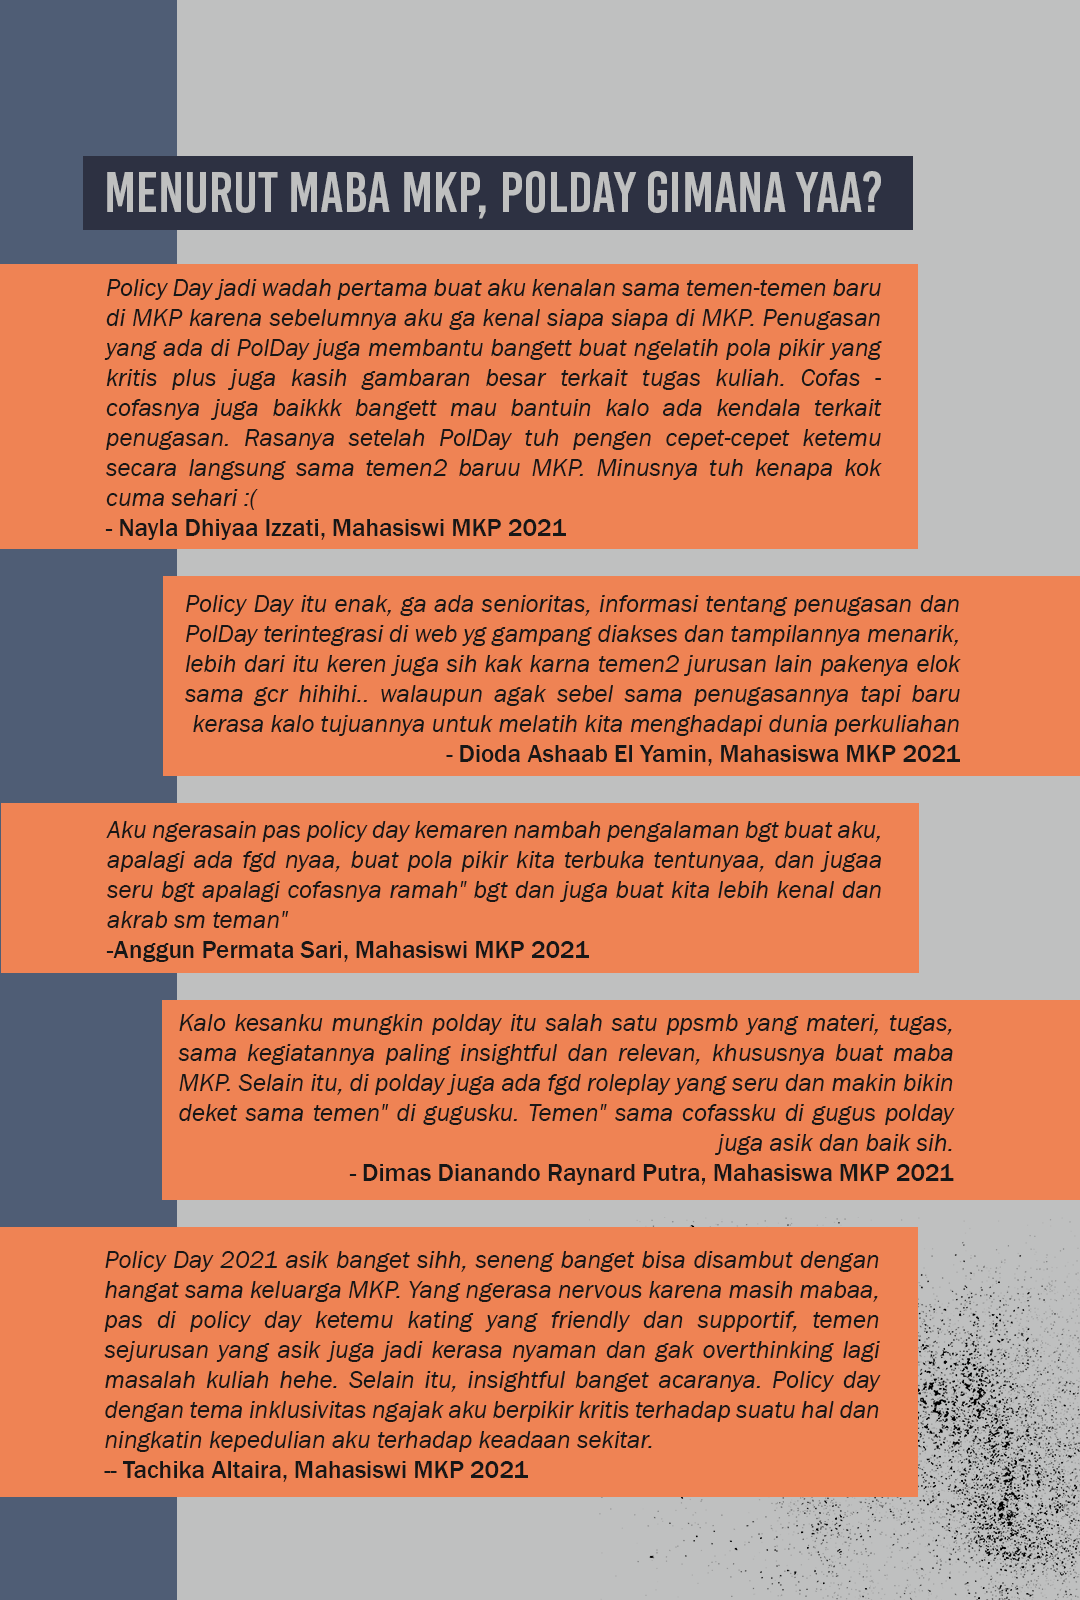 MENURUT MABA MKP, POLDAY GIMANA YAA?
Policy Day jadi wadah pertama buat aku kenalan sama temen-temen baru
di MKP karena sebelumnya aku ga kenal siapa siapa di MKP. Penugasan
yang ada di PolDay juga membantu bangett buat ngelatih pola pikir yang
kritis plus juga kasih gambaran besar terkait tugas kuliah. Cofas -
cofasnya juga baikkk bangett mau bantuin kalo ada kendala terkait
penugasan. Rasanya setelah PolDay tuh pengen cepet-cepet ketemu
secara langsung sama temen2 baruu MKP. Minusnya tuh kenapa kok
cuma sehari :(
- Nayla Dhiyaa Izzati, Mahasiswi MKP 2021
Policy Day itu enak, ga ada senioritas, informasi tentang penugasan dan
PolDay terintegrasi di web yg gampang diakses dan tampilannya menarik,
lebih dari itu keren juga sih kak karna temen2 jurusan lain pakenya elok
sama gcr hihihi.. walaupun agak sebel sama penugasannya tapi baru
kerasa kalo tujuannya untuk melatih kita menghadapi dunia perkuliahan
- Dioda Ashaab El Yamin, Mahasiswa MKP 2021
Aku ngerasain pas policy day kemaren nambah pengalaman bgt buat aku,
apalagi ada fgd nyaa, buat pola pikir kita terbuka tentunyaa, dan jugaa
seru bgt apalagi cofasnya ramah" bgt dan juga buat kita lebih kenal dan
akrab sm teman"
-Anggun Permata Sari, Mahasiswi MKP 2021
Kalo kesanku mungkin polday itu salah satu ppsmb yang materi, tugas,
sama kegiatannya paling insightful dan relevan, khususnya buat maba
MKP. Selain itu, di polday juga ada fgd roleplay yang seru dan makin bikin
deket sama temen" di gugusku. Temen" sama cofassku di gugus polday
juga asik dan baik sih.
- Dimas Dianando Raynard Putra, Mahasiswa MKP 2021
Policy Day 2021 asik banget sihh, seneng banget bisa disambut dengan
hangat sama keluarga MKP. Yang ngerasa nervous karena masih mabaa,
pas di policy day ketemu kating yang friendly dan supportif, temen
sejurusan yang asik juga jadi kerasa nyaman dan gak overthinking lagi
masalah kuliah hehe. Selain itu, insightful banget acaranya. Policy day
dengan tema inklusivitas ngajak aku berpikir kritis terhadap suatu hal dan
ningkatin kepedulian aku terhadap keadaan sekitar.
-- Tachika Altaira, Mahasiswi MKP 2021